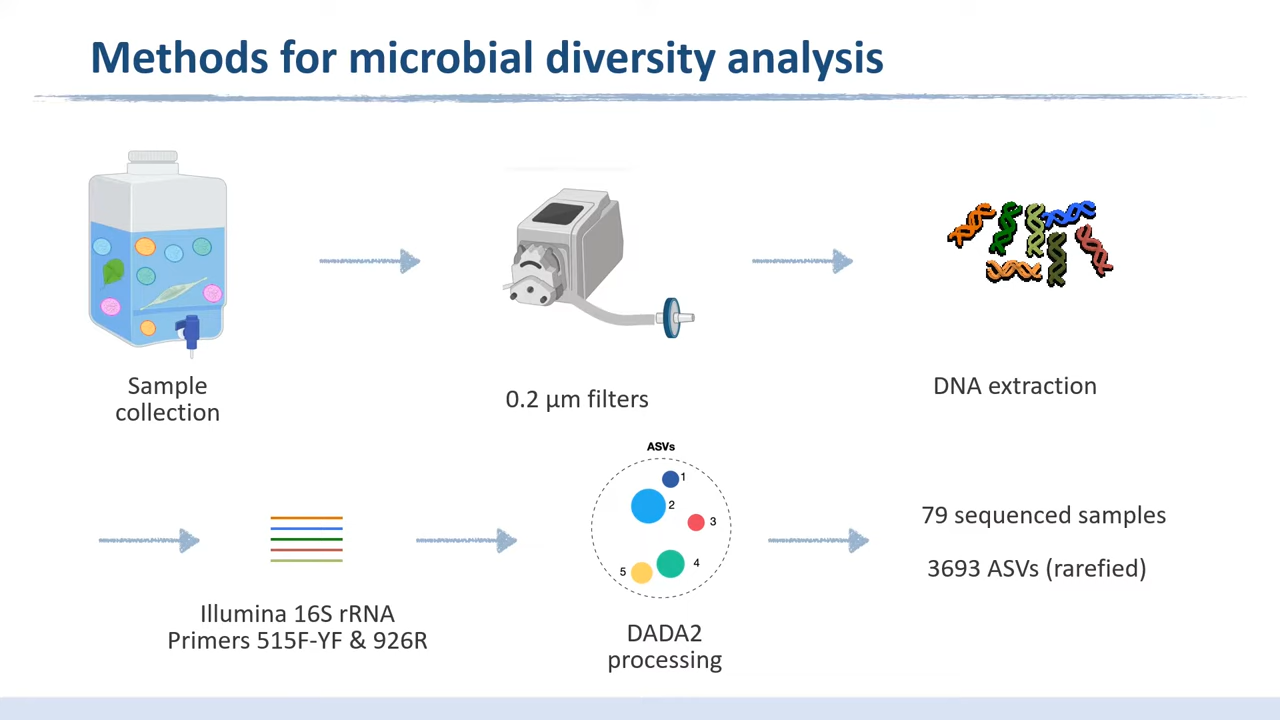 Methods for microbial diversity analysis
Sample
collection
0.2 µm filters
DNA extraction
Illumina 16S rRNA
Primers 515F-YF & 926R
ASVs
1
2
3
4
5
DADA2
processing
79 sequenced samples
3693 ASVs (rarefied)